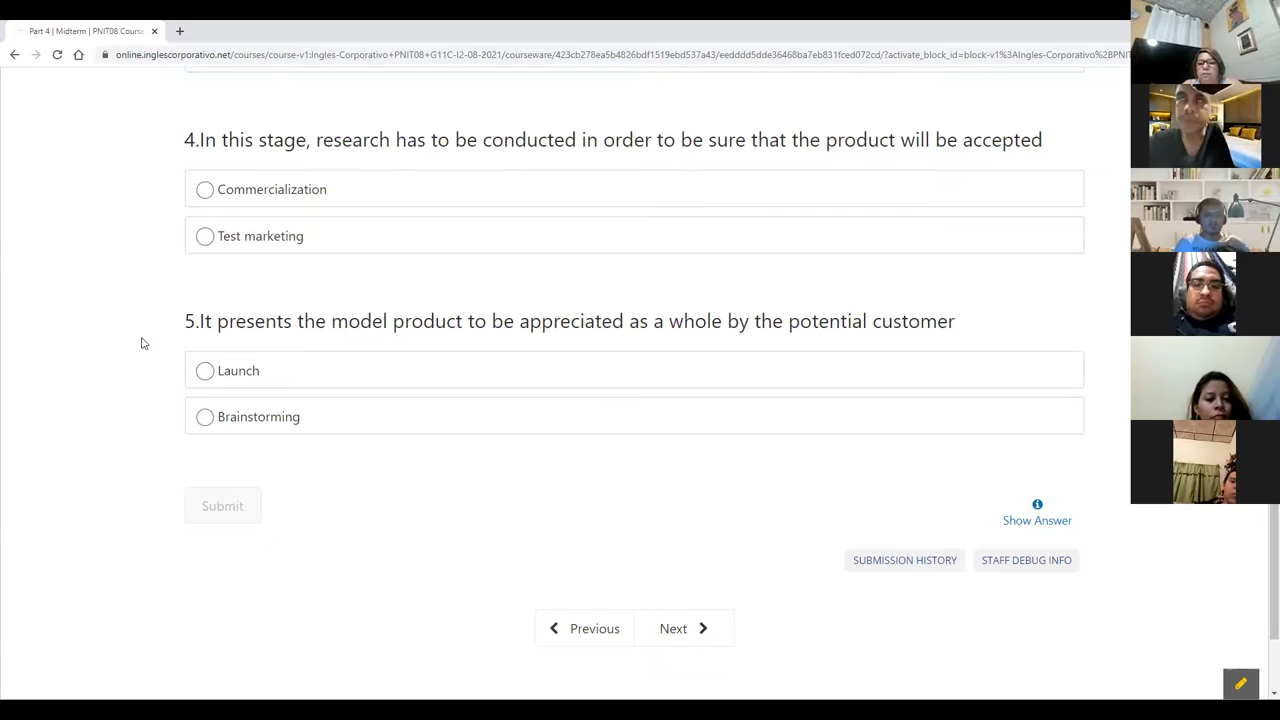 Part 4 | Midterm | PNIT08 Course
online.inglescorporativo.net/courses/course-v1:Ingles-Corporativo+PNIT08+G11C-I2-08-2021/courseware/423cb278ea5b4826bdf1519ebd537a43/eedddd5dde36468ba7eb831fced072cd/?activate_block_id=block-v1%3AIngles-Corporativo%2BPNIT
4.In this stage, research has to be conducted in order to be sure that the product will be accepted
Commercialization
Test marketing
5.It presents the model product to be appreciated as a whole by the potential customer
Launch
Brainstorming
Submit
Show Answer
SUBMISSION HISTORY
STAFF DEBUG INFO
Previous
Next